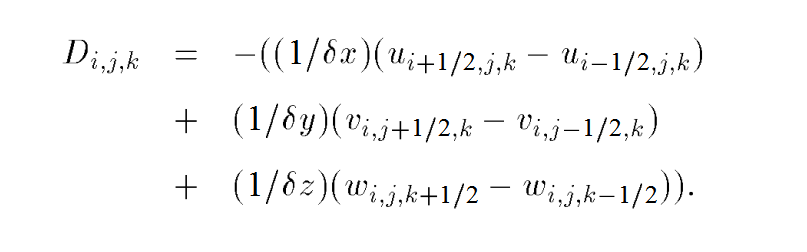 D_{i,j,k} = −((1/δx)(u_{i+1/2,j,k} − u_{i−1/2,j,k})
+ (1/δy)(v_{i,j+1/2,k} − v_{i,j−1/2,k})
+ (1/δz)(w_{i,j,k+1/2} − w_{i,j,k−1/2})).